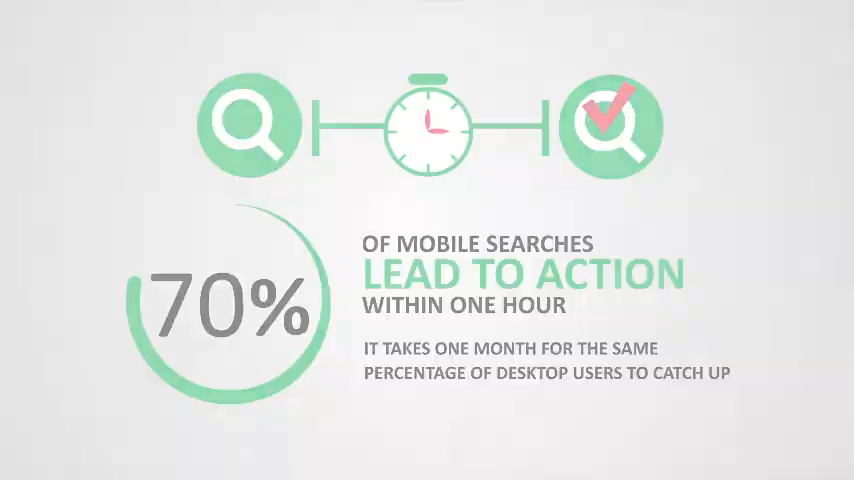 70%
OF MOBILE SEARCHES
LEAD TO ACTION
WITHIN ONE HOUR
IT TAKES ONE MONTH FOR THE SAME
PERCENTAGE OF DESKTOP USERS TO CATCH UP